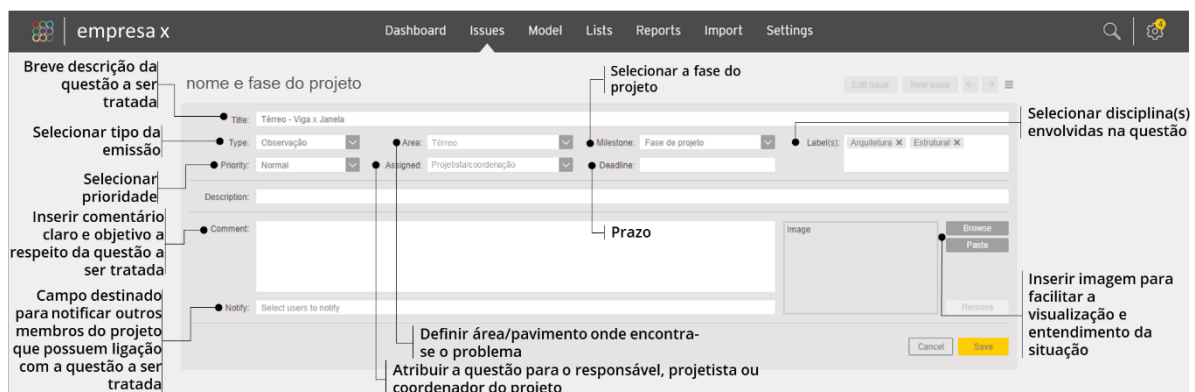 empresa x
Dashboard Issues Model Lists Reports Import Settings
4
nome e fase do projeto
Edit Issue New Issue
Breve descrição da
questão a ser
tratada
Selecionar tipo da
emissão
Selecionar
prioridade
Inserir comentário
claro e objetivo a
respeito da questão a
ser tratada
Campo destinado
para notificar outros
membros do projeto
que possuem ligação
com a questão a ser
tratada
Selecionar a fase do
projeto
Selecionar disciplina(s)
envolvidas na questão
Title: Térreo - Viga x Janela
Type: Observação Area: Térreo Milestone: Fase de projeto Label(s): Arquitetura Estrutural
Priority: Normal Assigned: Projetista/coordenação Deadline:
Description:
Comment:
Prazo
Image
Browse
Paste
Remove
Notify: Select users to notify
Cancel Save
Inserir imagem para
facilitar a
visualização e
entendimento da
situação
Definir área/pavimento onde encontra-
se o problema
Atribuir a questão para o responsável, projetista ou
coordenador do projeto